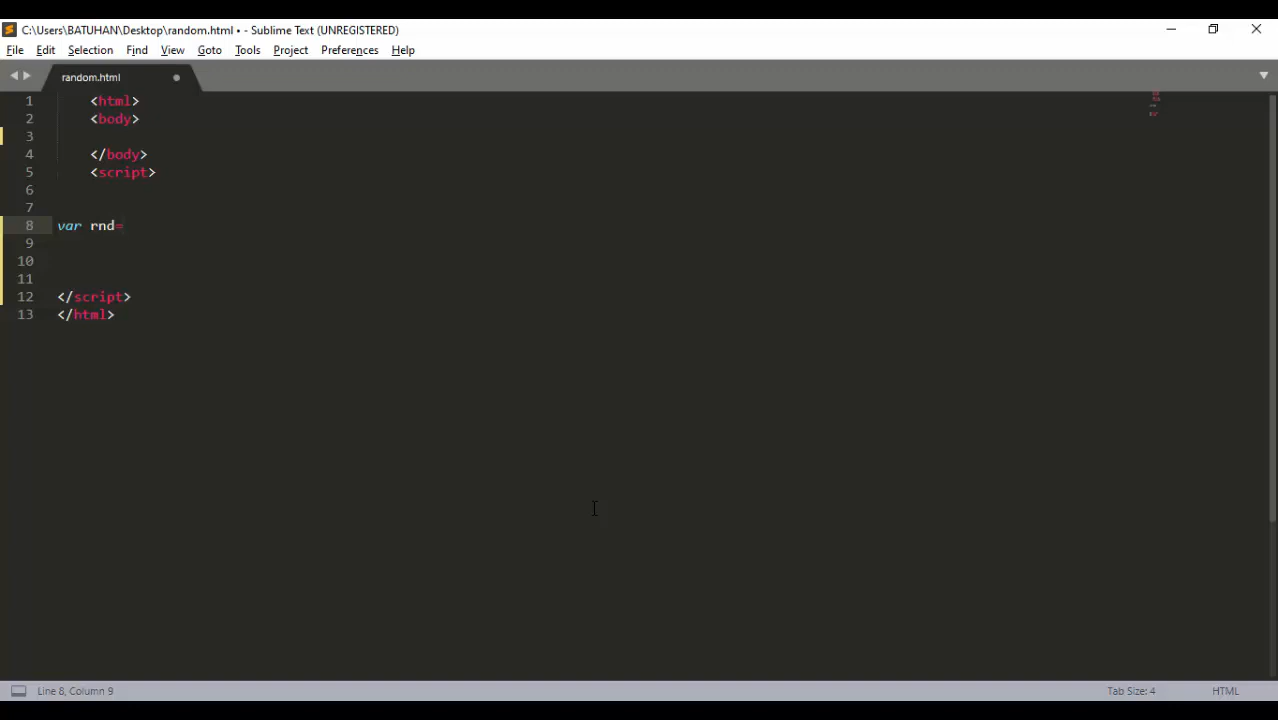 C:\Users\BATUHAN\Desktop\random.html • - Sublime Text (UNREGISTERED)
File Edit Selection Find View Goto Tools Project Preferences Help
random.html
1 <html>
2 <body>
3
4 </body>
5 <script>
6
7
8 var rnd=
9
10
11
12 </script>
13 </html>
Line 8, Column 9 Tab Size: 4 HTML